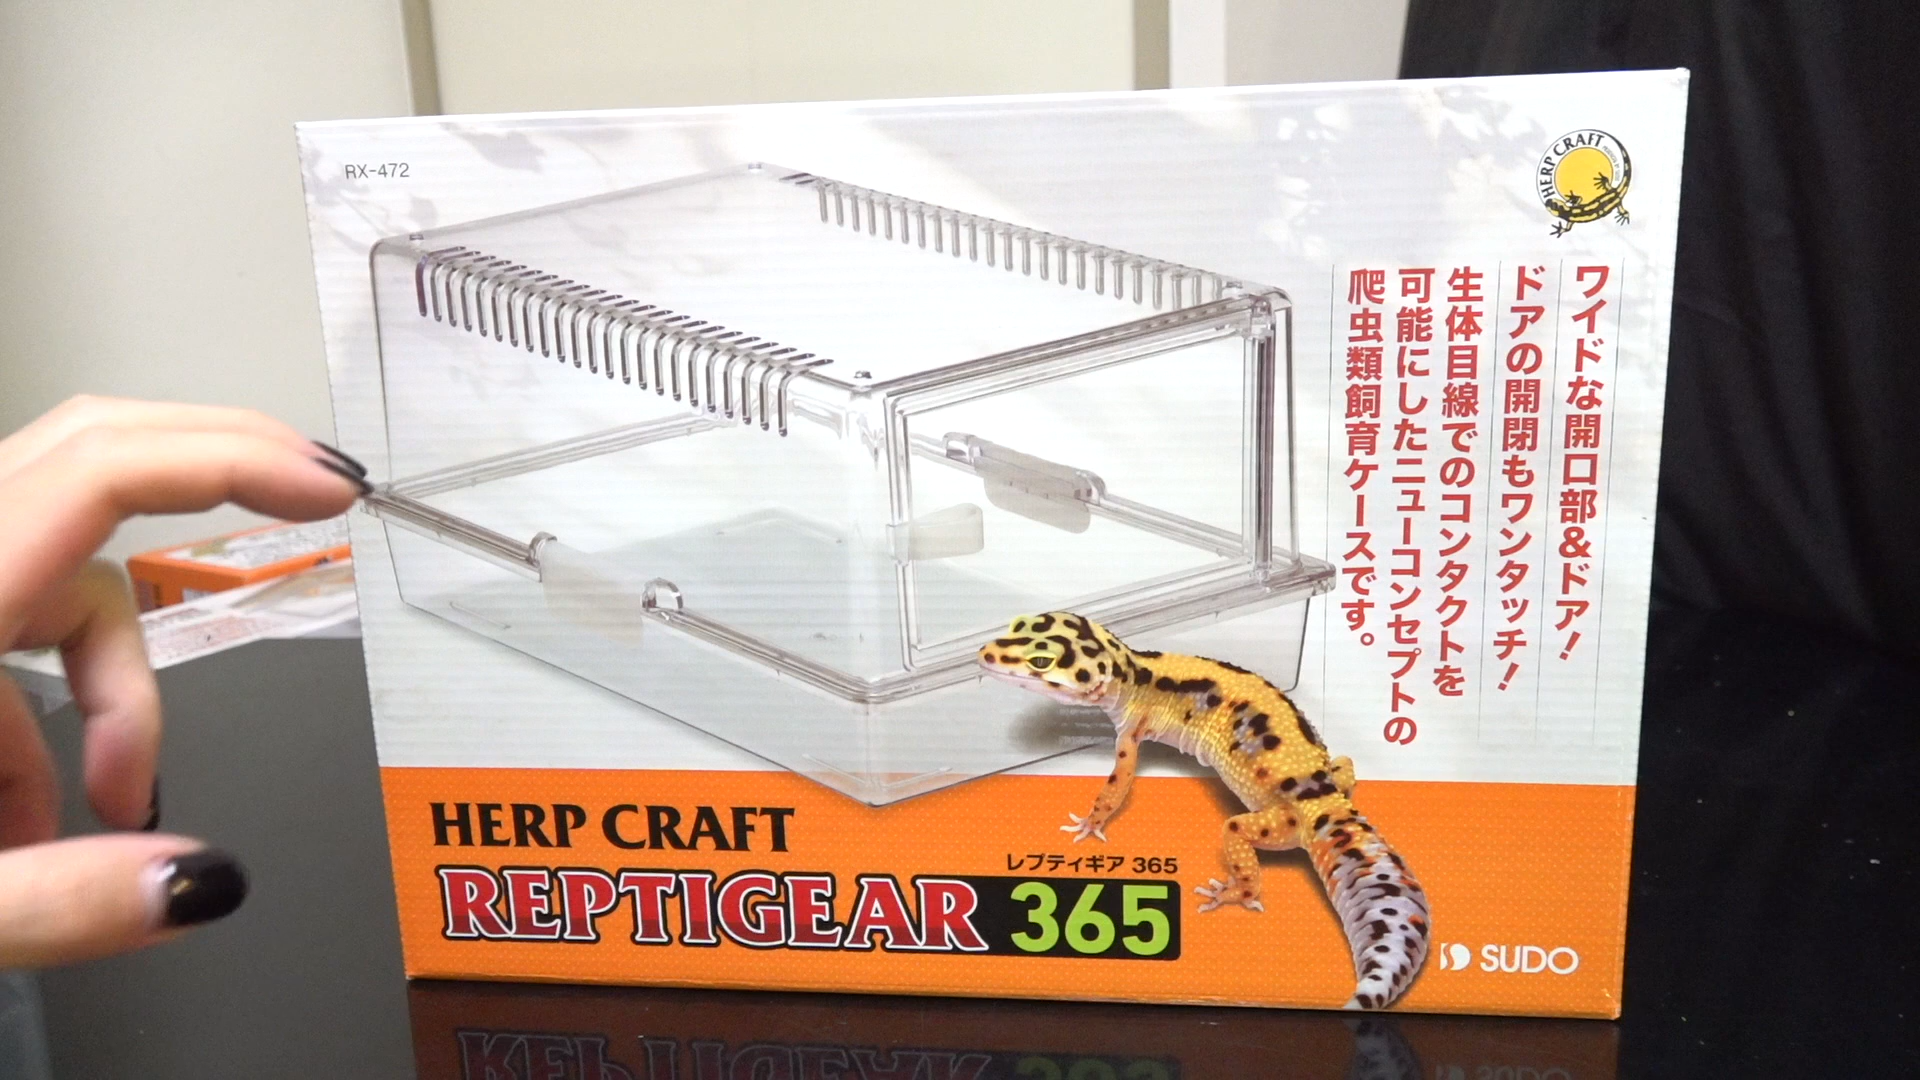 RX-472
HERP CRAFT
ワイドな開口部&ドア!
ドアの開閉もワンタッチ!
生体目線でのコンタクトを
可能にしたニューコンセプトの
爬虫類飼育ケースです。
HERP CRAFT
レプティギア 365
REPTIGEAR 365
SUDO